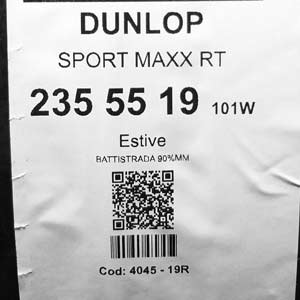 DUNLOP
SPORT MAXX RT
235 55 19 101W
Estive
BATTISTRADA 90%MM
Cod: 4045 - 19R